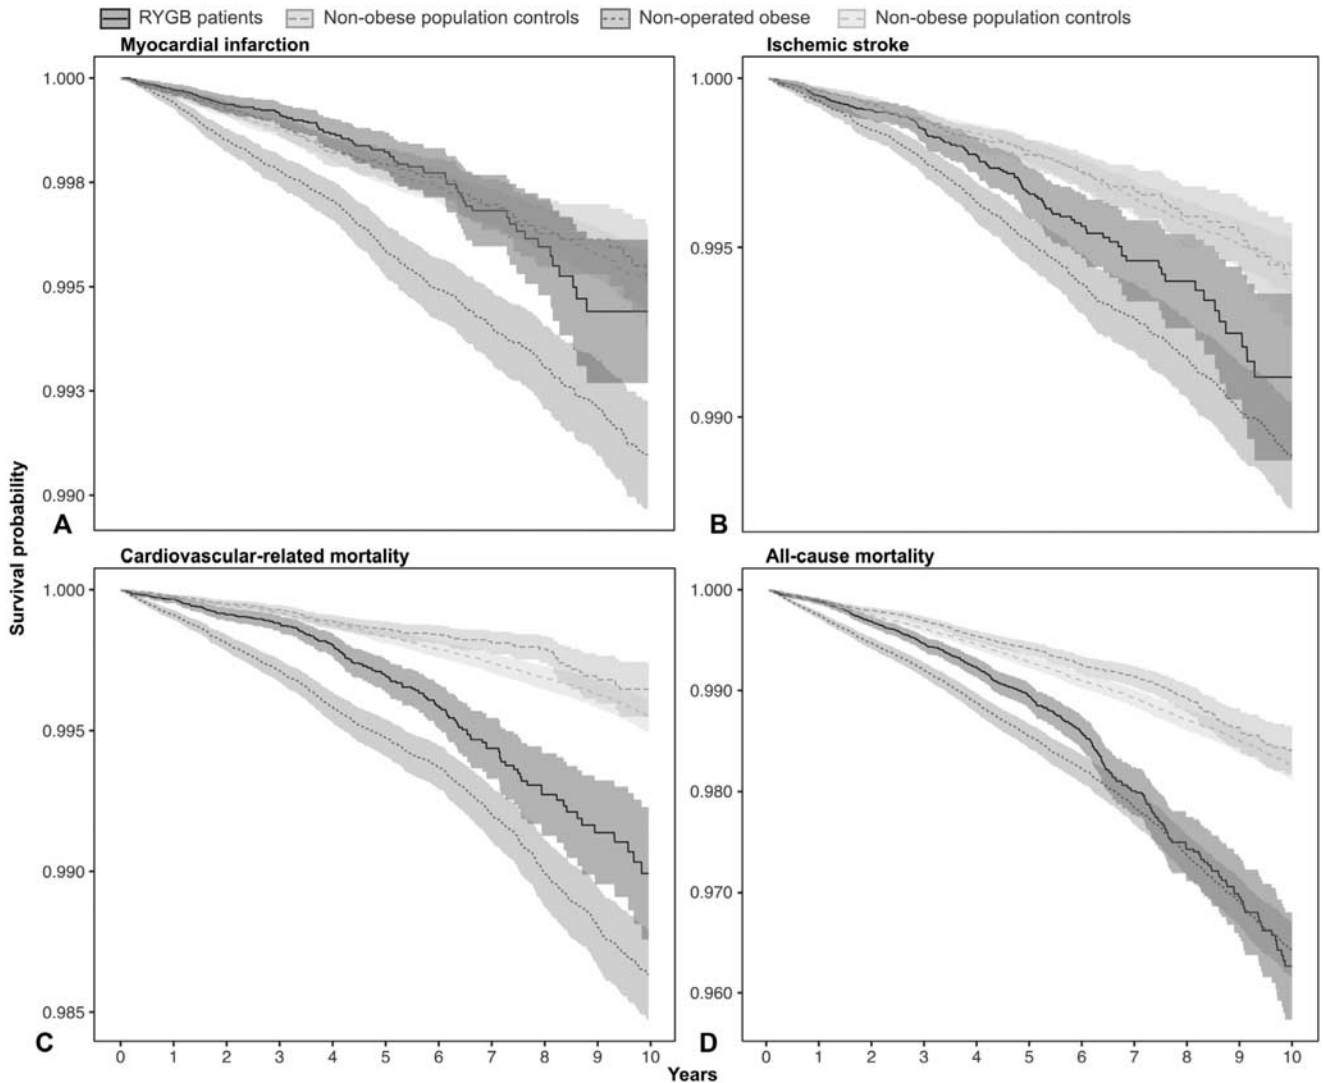 RYGB patients Non-obese population controls Non-operated obese Non-obese population controls
Myocardial infarction
1.000
0.998
0.995
0.993
0.990
A
Ischemic stroke
1.000
0.995
0.990
B
Survival probability
Cardiovascular-related mortality
1.000
0.995
0.990
0.985
C
0 1 2 3 4 5 6 7 8 9 10
All-cause mortality
1.000
0.990
0.980
0.970
0.960
D
0 1 2 3 4 5 6 7 8 9 10
Years